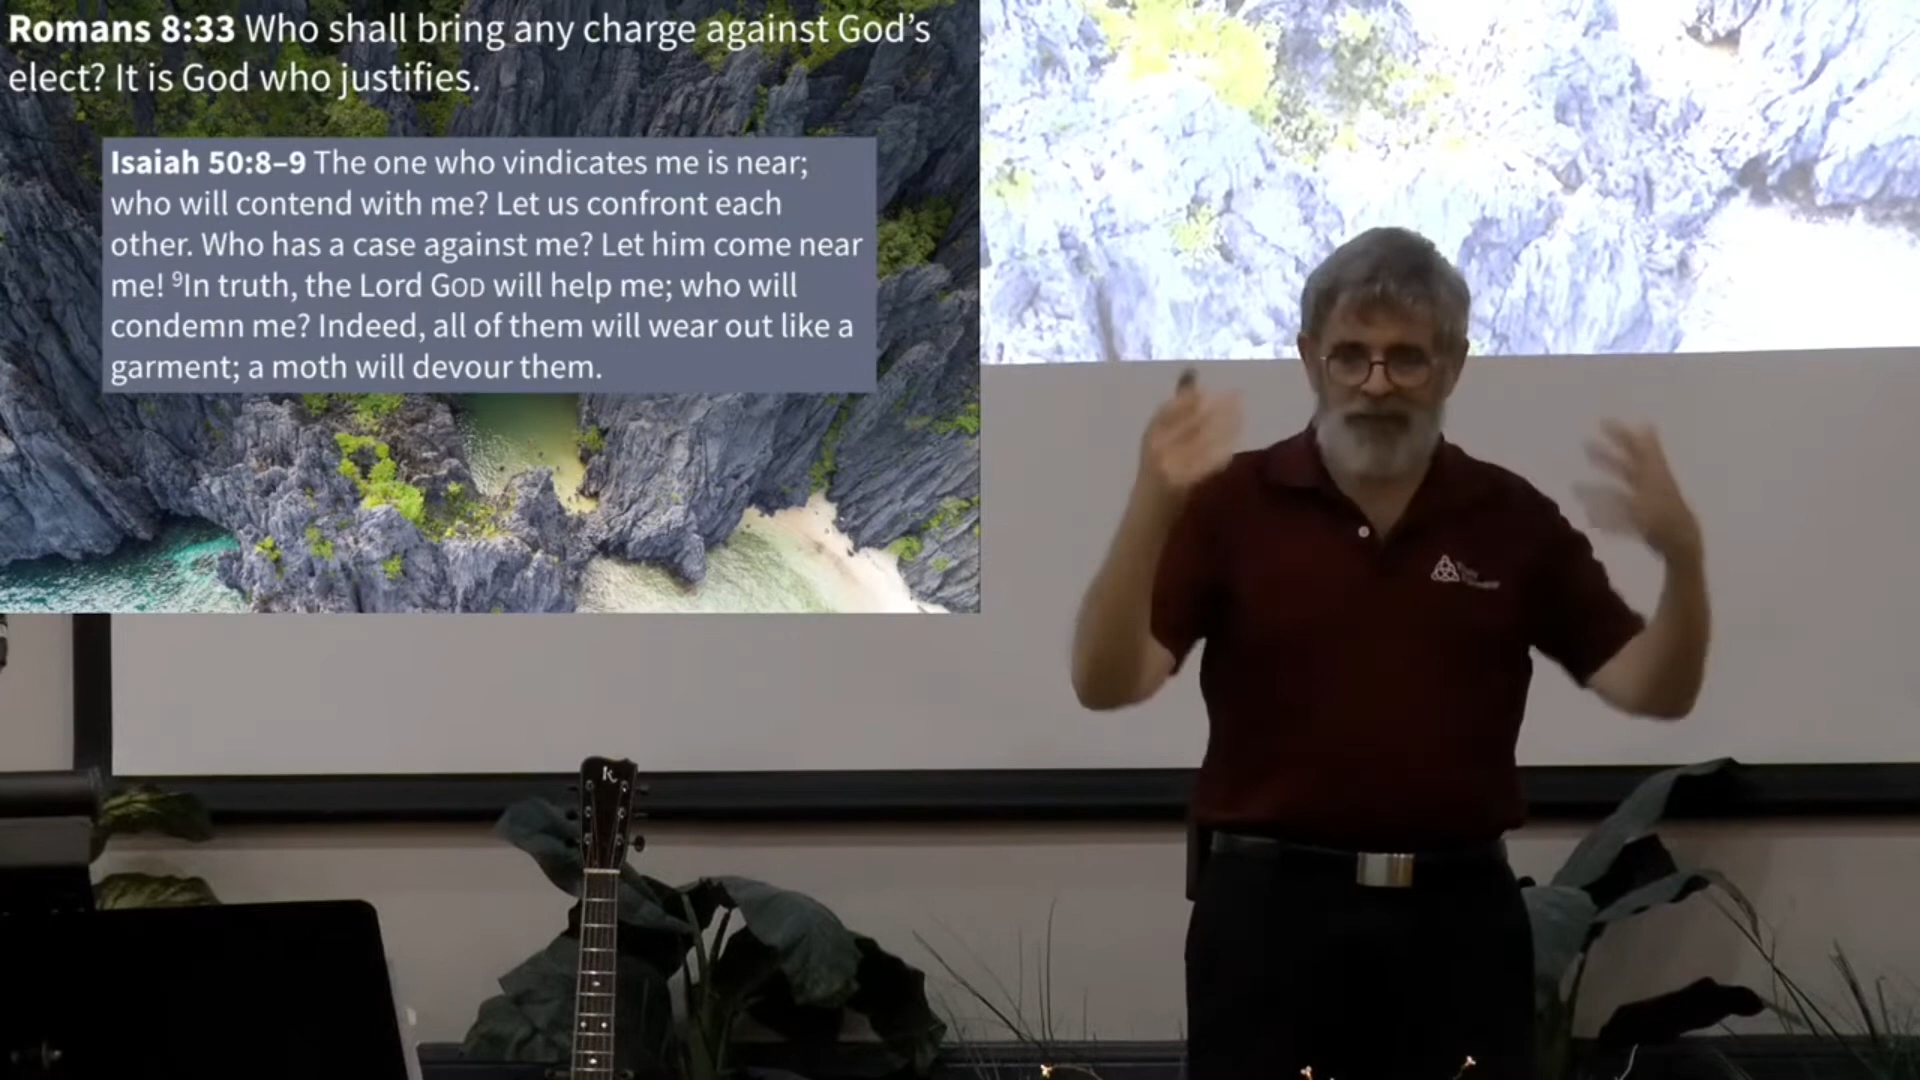 Romans 8:33 Who shall bring any charge against God’s
elect? It is God who justifies.
Isaiah 50:8–9 The one who vindicates me is near;
who will contend with me? Let us confront each
other. Who has a case against me? Let him come near
me! ⁹In truth, the Lord GOD will help me; who will
condemn me? Indeed, all of them will wear out like a
garment; a moth will devour them.